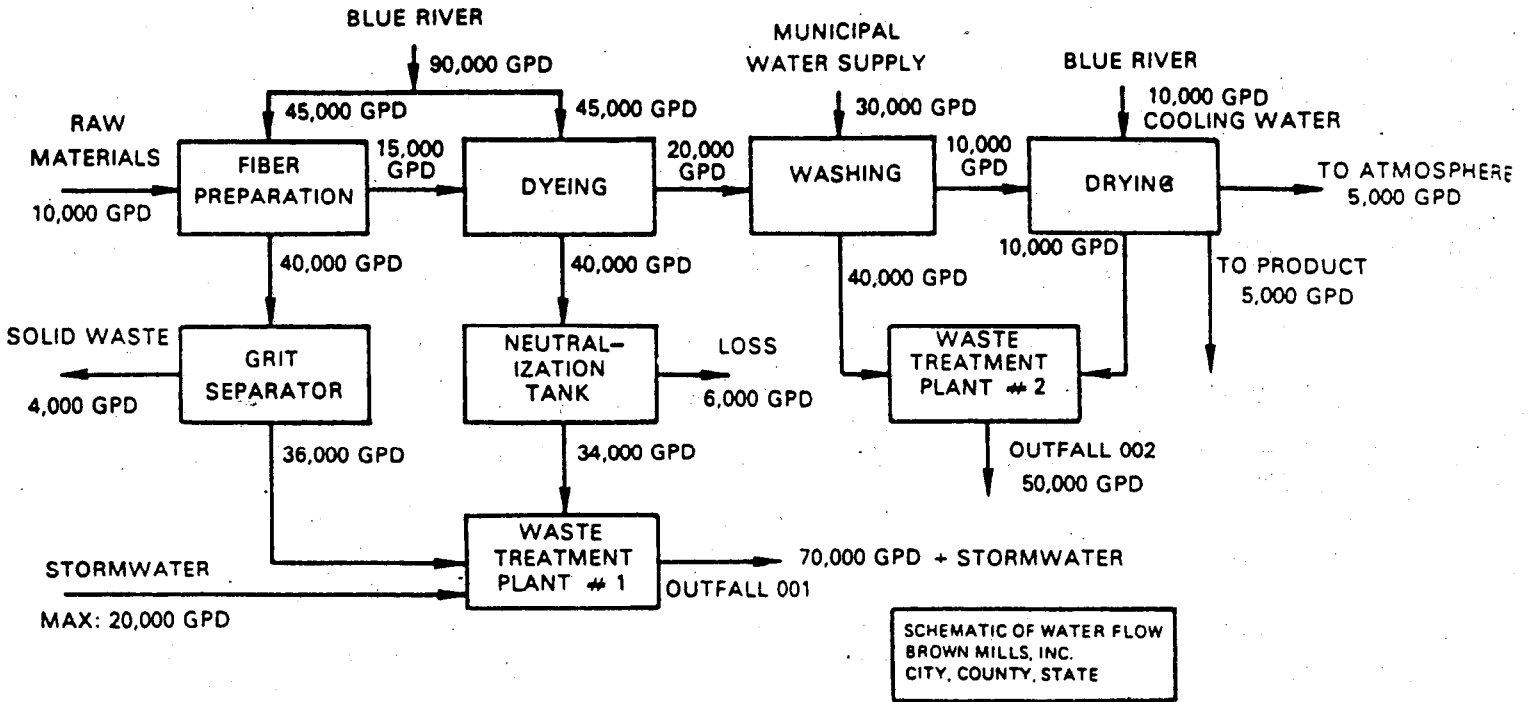 BLUE RIVER
90,000 GPD
MUNICIPAL
WATER SUPPLY
30,000 GPD
BLUE RIVER
10,000 GPD
COOLING WATER
45,000 GPD
45,000 GPD
RAW
MATERIALS
10,000 GPD
FIBER
PREPARATION
15,000
GPD
DYEING
20,000
GPD
WASHING
10,000
GPD
DRYING
TO ATMOSPHERE
5,000 GPD
40,000 GPD
40,000 GPD
40,000 GPD
10,000 GPD
TO PRODUCT
5,000 GPD
SOLID WASTE
4,000 GPD
GRIT
SEPARATOR
NEUTRAL–
IZATION
TANK
LOSS
6,000 GPD
WASTE
TREATMENT
PLANT # 2
36,000 GPD
34,000 GPD
OUTFALL 002
50,000 GPD
STORMWATER
MAX: 20,000 GPD
WASTE
TREATMENT
PLANT # 1
70,000 GPD + STORMWATER
OUTFALL 001
SCHEMATIC OF WATER FLOW
BROWN MILLS, INC.
CITY, COUNTY, STATE